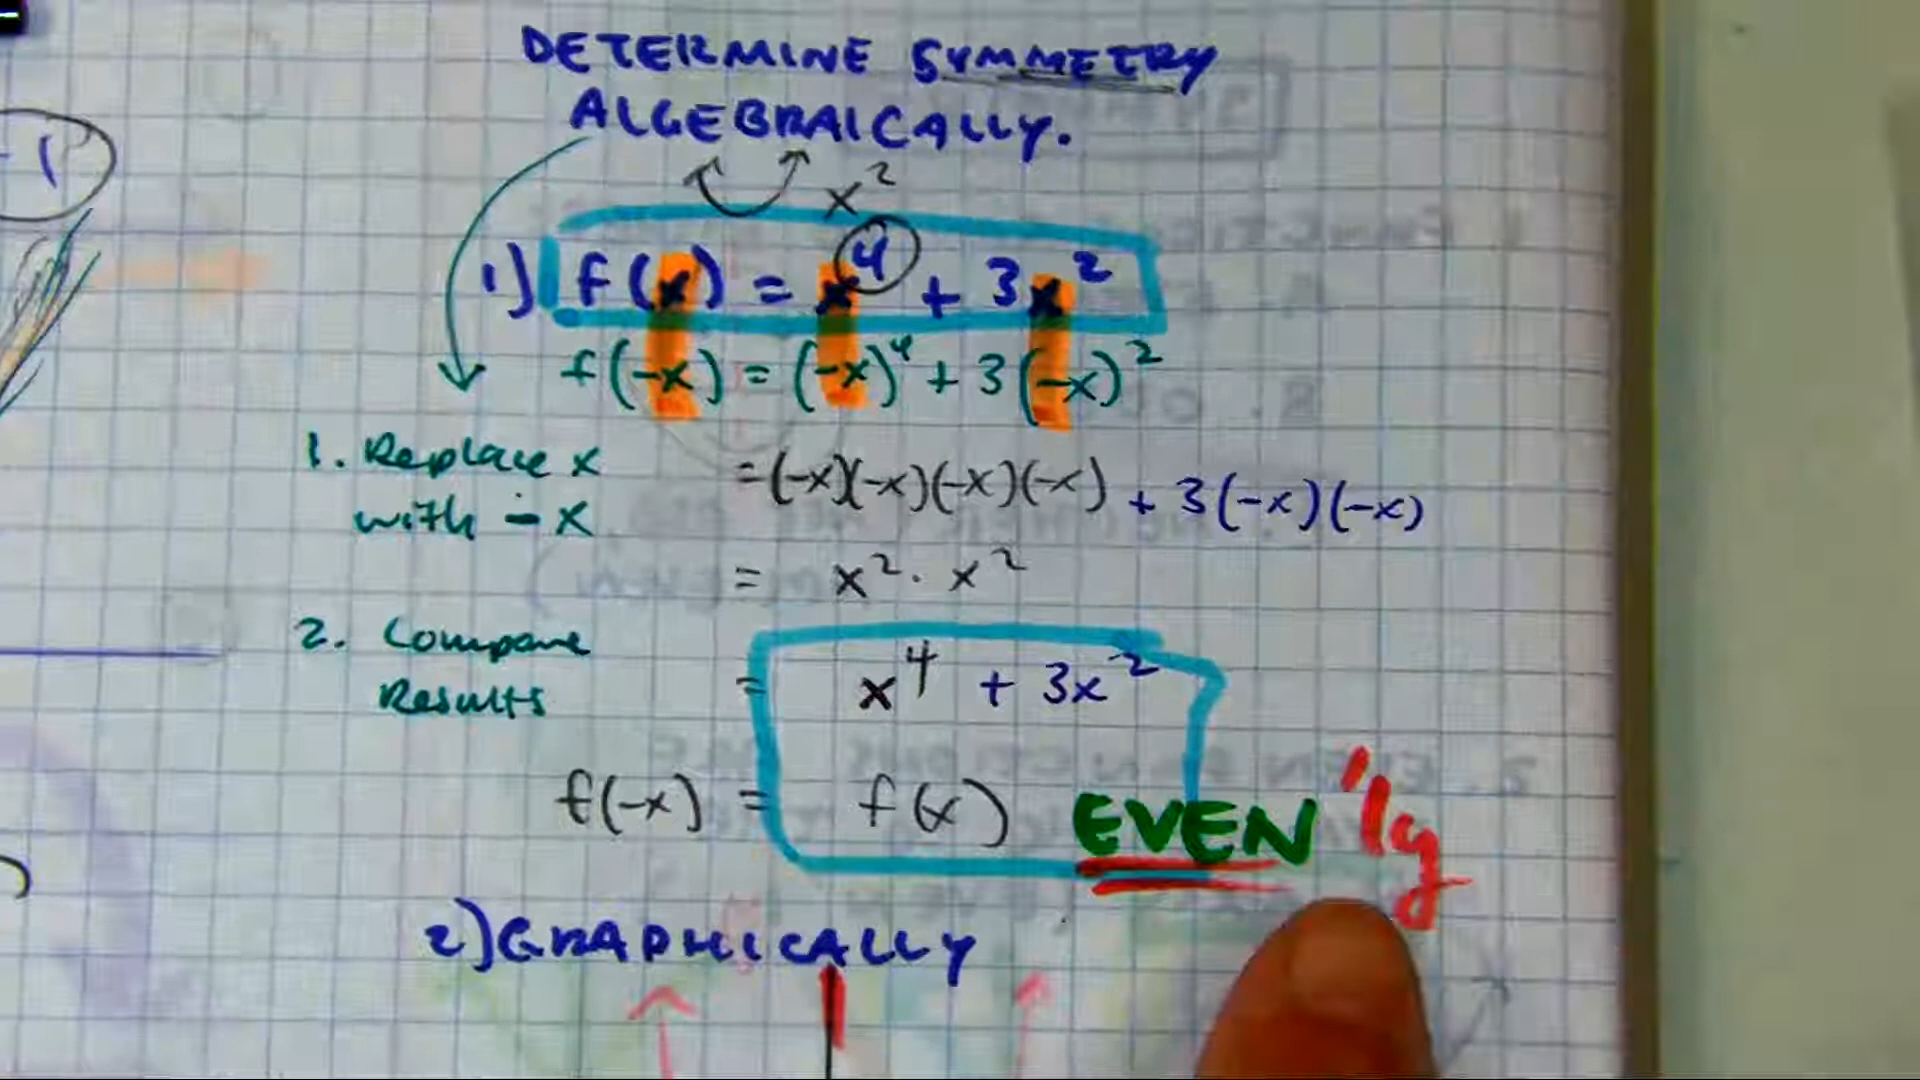 DETERMINE SYMMETRY
ALGEBRAICALLY.
x²
1) f(x) = x⁴ + 3x²
f(-x) = (-x)⁴ + 3(-x)²
1. Replace x
with - x
= (-x)(-x)(-x)(-x) + 3(-x)(-x)
= x² · x²
2. Compare
Results
= x⁴ + 3x²
f(-x) = f(x) EVEN 'ly
2) GRAPHICALLY